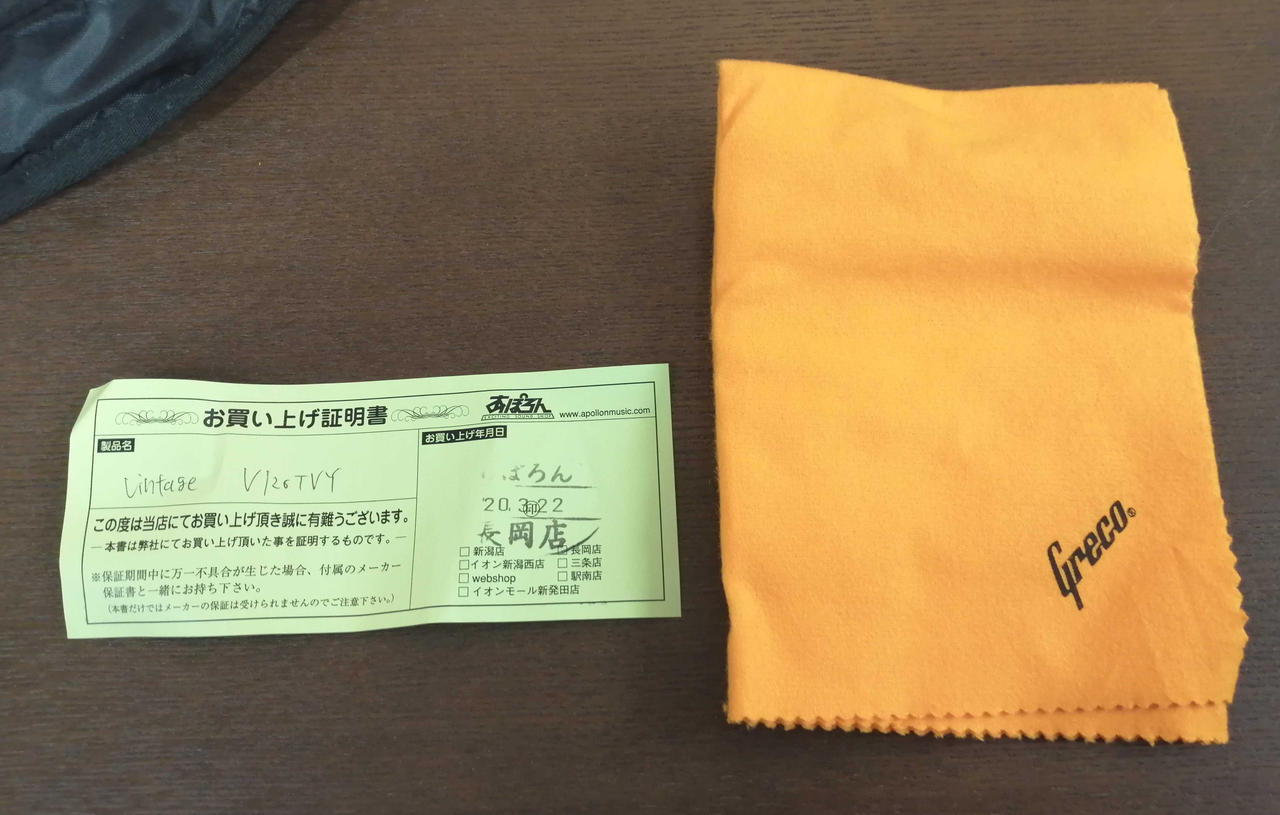 お買い上げ証明書
あぽろん
EXCITING SOUND SHOP
www.apollonmusic.com
製品名
Vintage V120TVY
この度は当店にてお買い上げ頂き誠に有難うございます。
―本書は弊社にてお買い上げ頂いた事を証明するものです。―
※保証期間中に万一不具合が生じた場合、付属のメーカー
保証書と一緒にお持ち下さい。
(本書だけではメーカーの保証は受けられませんのでご注意下さい。)
お買い上げ年月日
ぽろん
'20.3.22
印
長岡店
□新潟店 □長岡店
□イオン新潟西店 □三条店
□webshop □駅南店
□イオンモール新発田店
Greco®